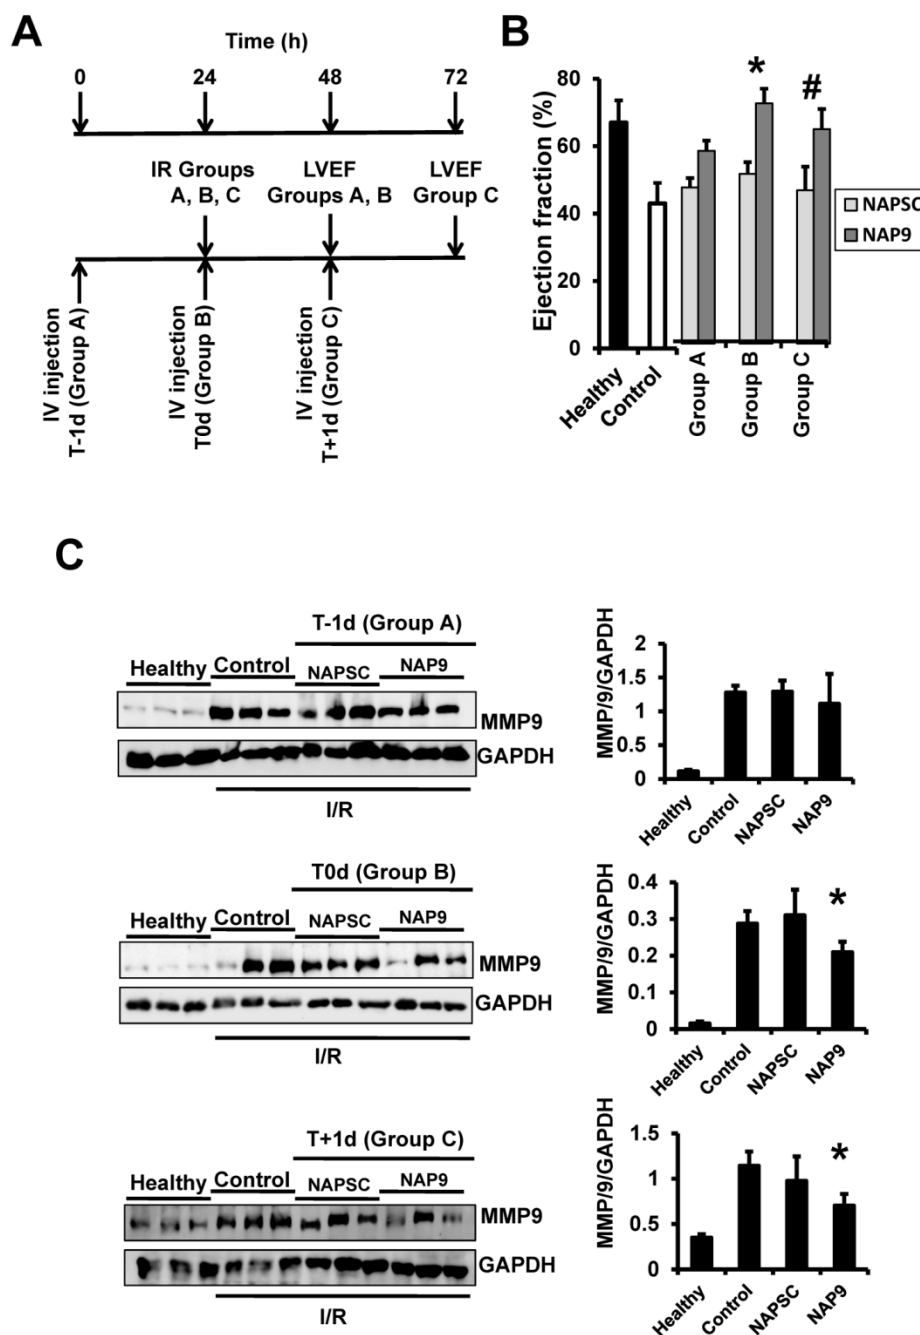 A
Time (h)
0 24 48 72
IR Groups
A, B, C
LVEF
Groups A, B
LVEF
Group C
IV injection
T-1d (Group A)
IV injection
T0d (Group B)
IV injection
T+1d (Group C)
B
Ejection fraction (%)
80
60
40
20
0
*
#
Healthy
Control
Group A
Group B
Group C
NAPSC
NAP9
C
T-1d (Group A)
Healthy Control NAPSC NAP9
MMP9
GAPDH
I/R
MMP/9/GAPDH
2
1.5
1
0.5
0
Healthy
Control
NAPSC
NAP9
T0d (Group B)
Healthy Control NAPSC NAP9
MMP9
GAPDH
I/R
MMP/9/GAPDH
0.4
0.3
0.2
0.1
0
*
Healthy
Control
NAPSC
NAP9
T+1d (Group C)
Healthy Control NAPSC NAP9
MMP9
GAPDH
I/R
MMP/9/GAPDH
1.5
1
0.5
0
*
Healthy
Control
NAPSC
NAP9